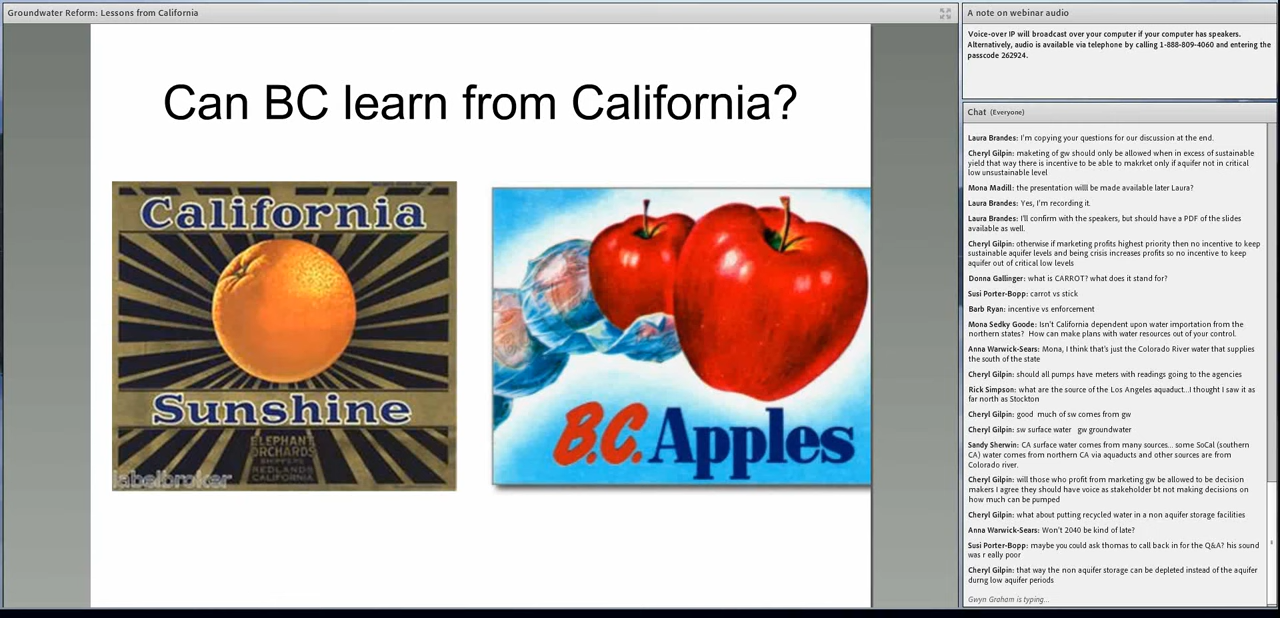 Groundwater Reform: Lessons from California
Can BC learn from California?
California
Sunshine
ELEPHANT
ORCHARDS
REDLANDS
CALIFORNIA
labelbroker
B.C. Apples
A note on webinar audio
Voice-over IP will broadcast over your computer if your computer has speakers.
Alternatively, audio is available via telephone by calling 1-888-809-4060 and entering the
passcode 262924.
Chat (Everyone)
Laura Brandes: I'm copying your questions for our discussion at the end.
Cheryl Gilpin: maketing of gw should only be allowed when in excess of sustainable
yield that way there is incentive to be able to makrket only if aquifer not in critical
low unsustainable level
Mona Madill: the presentation willl be made available later Laura?
Laura Brandes: Yes, I'm recording it.
Laura Brandes: I'll confirm with the speakers, but should have a PDF of the slides
available as well.
Cheryl Gilpin: otherwise if marketing profits highest priority then no incentive to keep
sustainable aquifer levels and being crisis increases profits so no incentive to keep
aquifer out of critical low levels
Donna Gallinger: what is CARROT? what does it stand for?
Susi Porter-Bopp: carrot vs stick
Barb Ryan: incentive vs enforcement
Mona Sedky Goode: Isn't California dependent upon water importation from the
northern states? How can make plans with water resources out of your control.
Anna Warwick-Sears: Mona, I think that's just the Colorado River water that supplies
the south of the state
Cheryl Gilpin: should all pumps have meters with readings going to the agencies
Rick Simpson: what are the source of the Los Angeles aquaduct...I thought I saw it as
far north as Stockton
Cheryl Gilpin: good much of sw comes from gw
Cheryl Gilpin: sw surface water gw groundwater
Sandy Sherwin: CA surface water comes from many sources... some SoCal (southern
CA) water comes from northern CA via aquaducts and other sources are from
Colorado river.
Cheryl Gilpin: will those who profit from marketing gw be allowed to be decision
makers I agree they should have voice as stakeholder bt not making decisions on
how much can be pumped
Cheryl Gilpin: what about putting recycled water in a non aquifer storage facilities
Anna Warwick-Sears: Won't 2040 be kind of late?
Susi Porter-Bopp: maybe you could ask thomas to call back in for the Q&A? his sound
was r eally poor
Cheryl Gilpin: that way the non aquifer storage can be depleted instead of the aquifer
durng low aquifer periods
Gwyn Graham is typing...